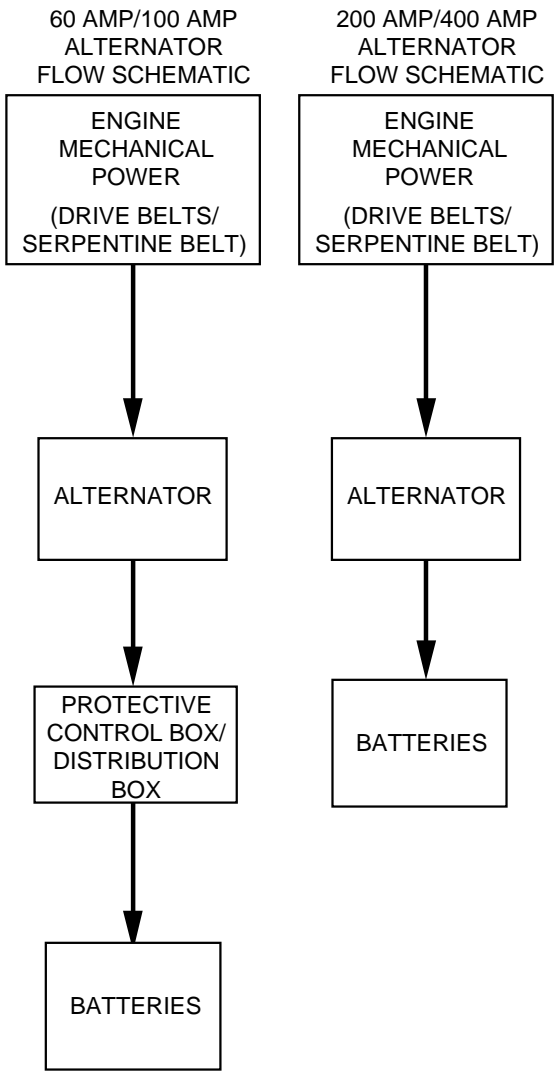 60 AMP/100 AMP
ALTERNATOR
FLOW SCHEMATIC
ENGINE
MECHANICAL
POWER
(DRIVE BELTS/
SERPENTINE BELT)
ALTERNATOR
PROTECTIVE
CONTROL BOX/
DISTRIBUTION
BOX
BATTERIES
200 AMP/400 AMP
ALTERNATOR
FLOW SCHEMATIC
ENGINE
MECHANICAL
POWER
(DRIVE BELTS/
SERPENTINE BELT)
ALTERNATOR
BATTERIES